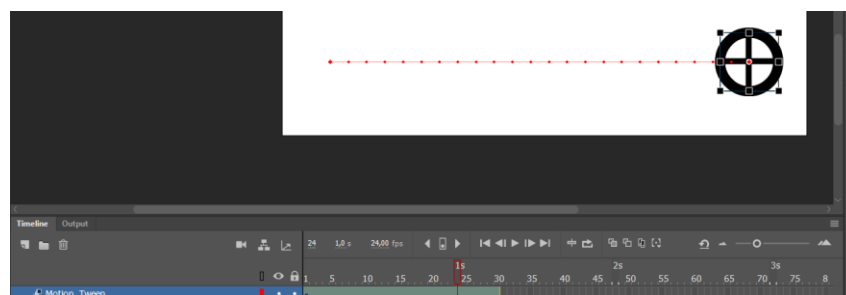 Timeline Output
24 1,0 s 24,00 fps
1s 2s 3s
1 5 10 15 20 25 30 35 40 45 50 55 60 65 70 75 8
Motion_Tween